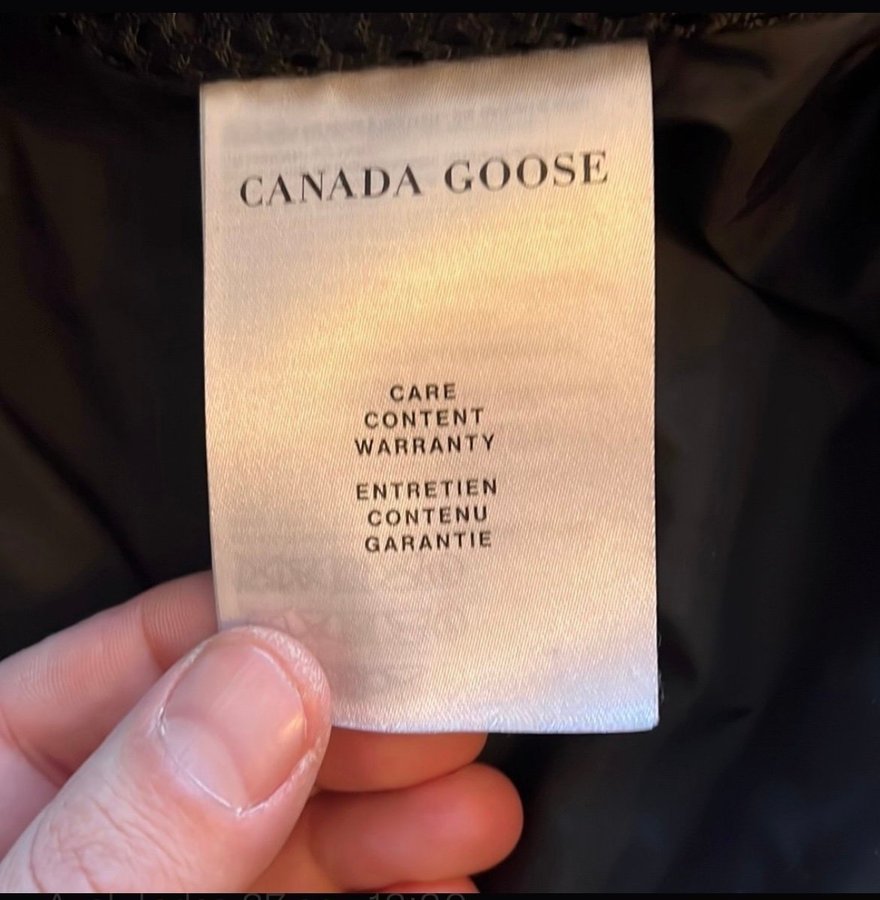 CANADA GOOSE
CARE
CONTENT
WARRANTY
ENTRETIEN
CONTENU
GARANTIE